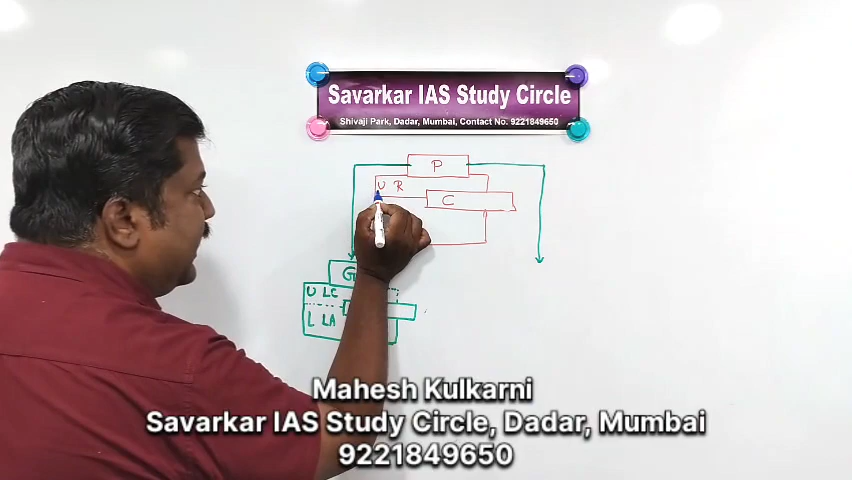 Savarkar IAS Study Circle
Shivaji Park, Dadar, Mumbai, Contact No. 9221849650
P
U R
C
G
U LC
L LA
Mahesh Kulkarni
Savarkar IAS Study Circle, Dadar, Mumbai
9221849650